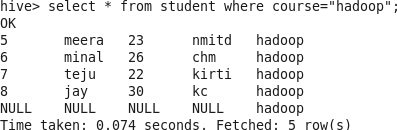 hive> select * from student where course="hadoop";
OK
5 meera 23 nmitd hadoop
6 minal 26 chm hadoop
7 teju 22 kirti hadoop
8 jay 30 kc hadoop
NULL NULL NULL NULL hadoop
Time taken: 0.074 seconds. Fetched: 5 row(s)